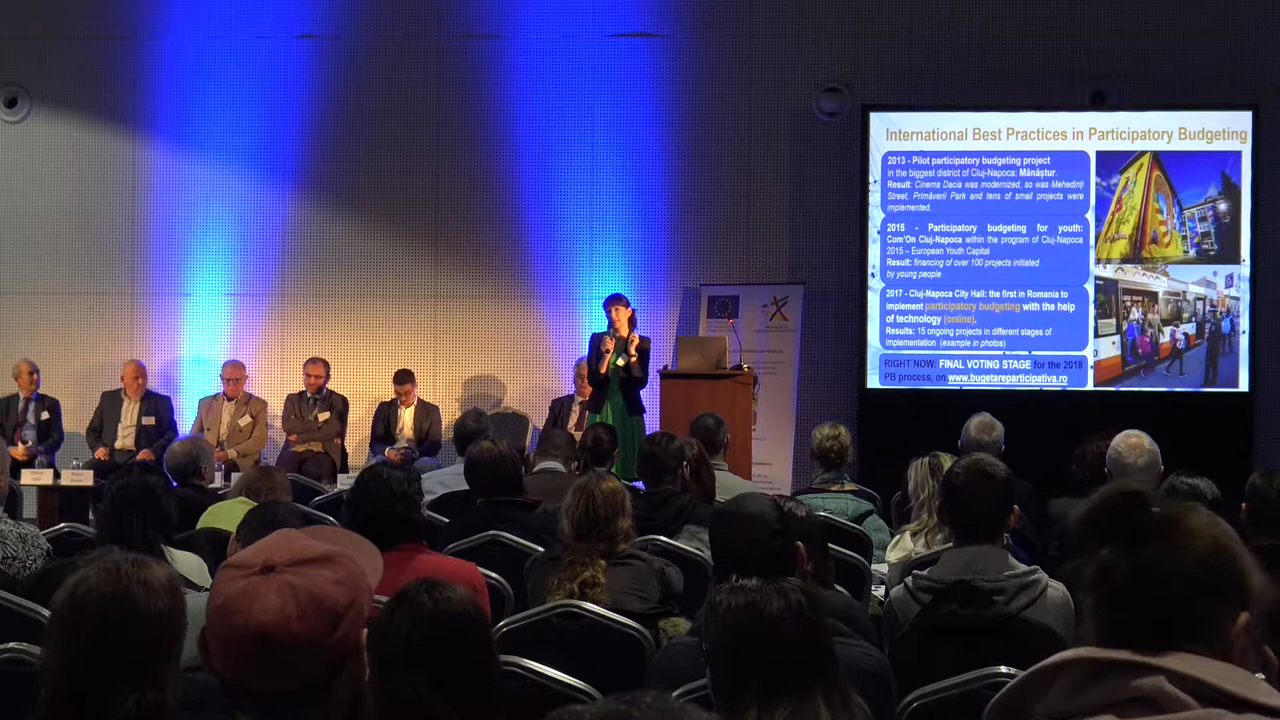 International Best Practices in Participatory Budgeting
2013 - Pilot participatory budgeting project
in the biggest district of Cluj-Napoca: Mănăștur.
Result: Cinema Dacia was modernized, so was Mehedinți
Street, Primăverii Park and tens of small projects were
implemented.
2015 - Participatory budgeting for youth:
Com'On Cluj-Napoca within the program of Cluj-Napoca
2015 – European Youth Capital
Result: financing of over 100 projects initiated
by young people
2017 - Cluj-Napoca City Hall: the first in Romania to
implement participatory budgeting with the help
of technology (online).
Results: 15 ongoing projects in different stages of
implementation (example in photos)
RIGHT NOW: FINAL VOTING STAGE for the 2018
PB process, on www.bugetareparticipativa.ro